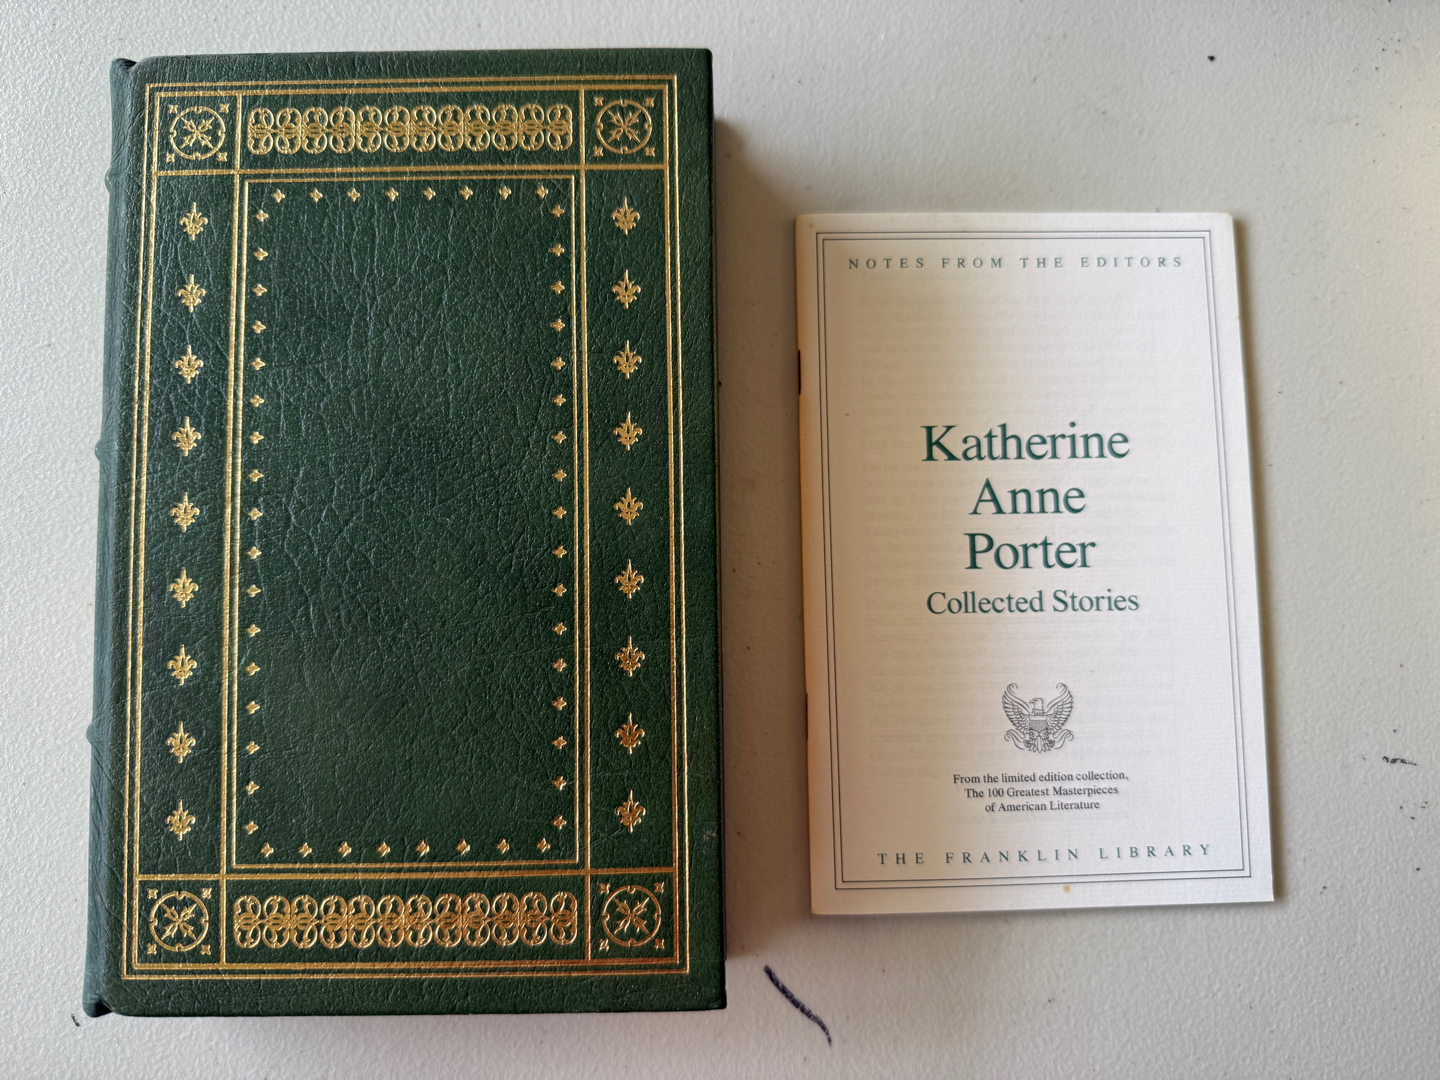 NOTES FROM THE EDITORS
Katherine
Anne
Porter
Collected Stories
From the limited edition collection,
The 100 Greatest Masterpieces
of American Literature
THE FRANKLIN LIBRARY